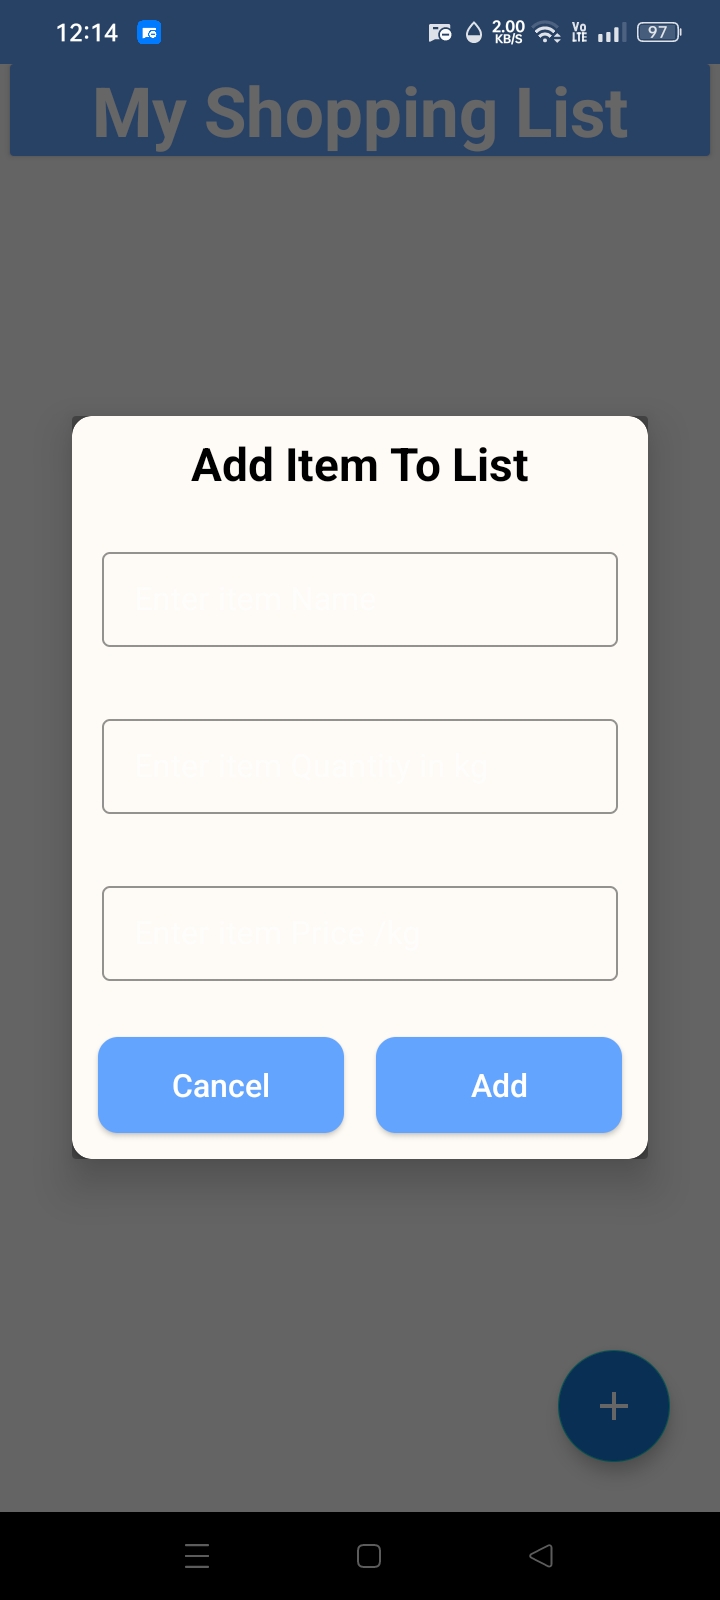 12:14
2.00
KB/S
Vo
LTE
97
My Shopping List
Add Item To List
Enter Item Name
Enter Item Quantity in kg
Enter Item Price /kg
Cancel
Add